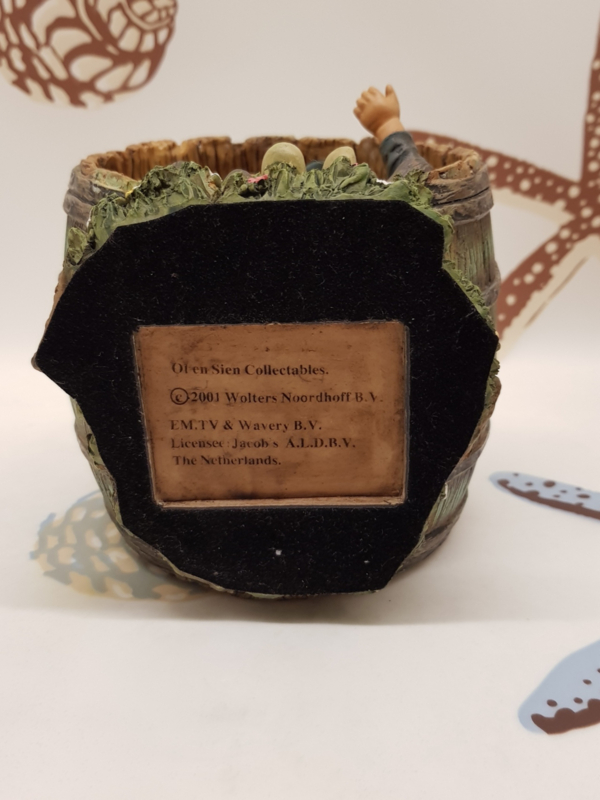 Ot en Sien Collectables.
©2001 Wolters Noordhoff B.V.
EM.TV & Wavery B.V.
Licensee: Jacob's A.L.D.B.V.
The Netherlands.